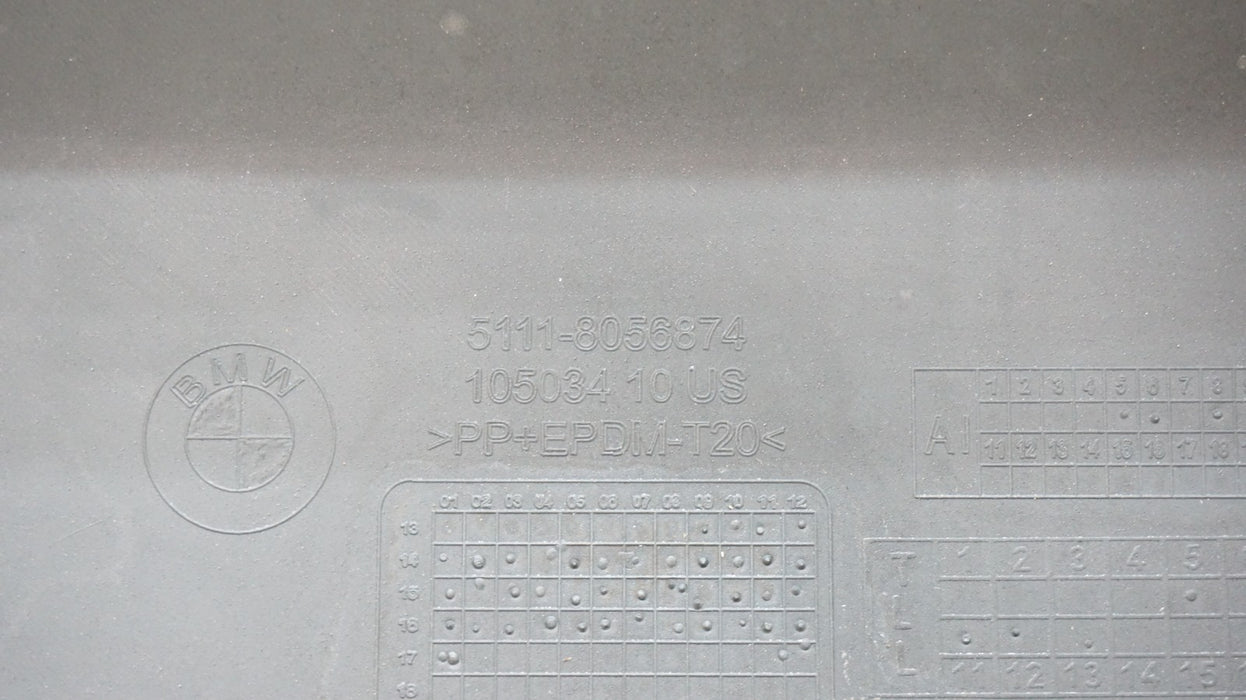 BMW
5111-8056874
105034 10 US
>PP+EPDM-T20<
01 02 03 04 05 06 07 08 09 10 11 12
13
14
15
16
17
18
AI
1 2 3 4 5 6 7 8
11 12 13 14 15 16 17 18
T 1 2 3 4 5
L
L 11 12 13 14 15